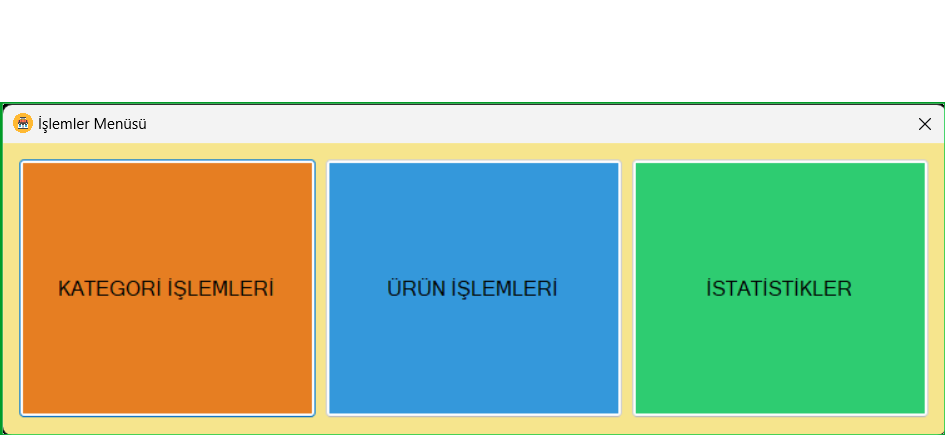 İşlemler Menüsü
KATEGORİ İŞLEMLERİ
ÜRÜN İŞLEMLERİ
İSTATİSTİKLER